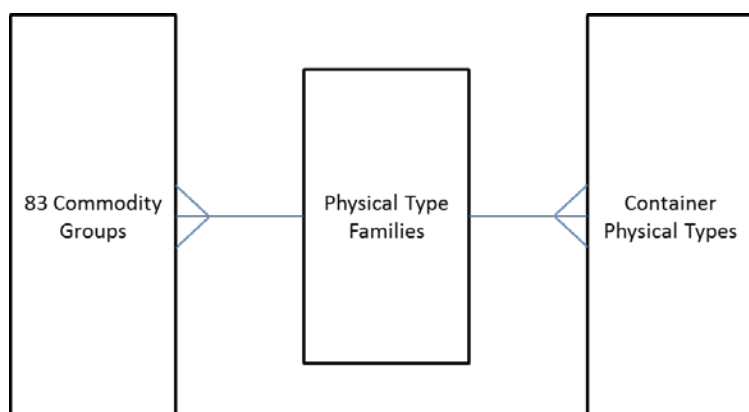 83 Commodity
Groups
Physical Type
Families
Container
Physical Types